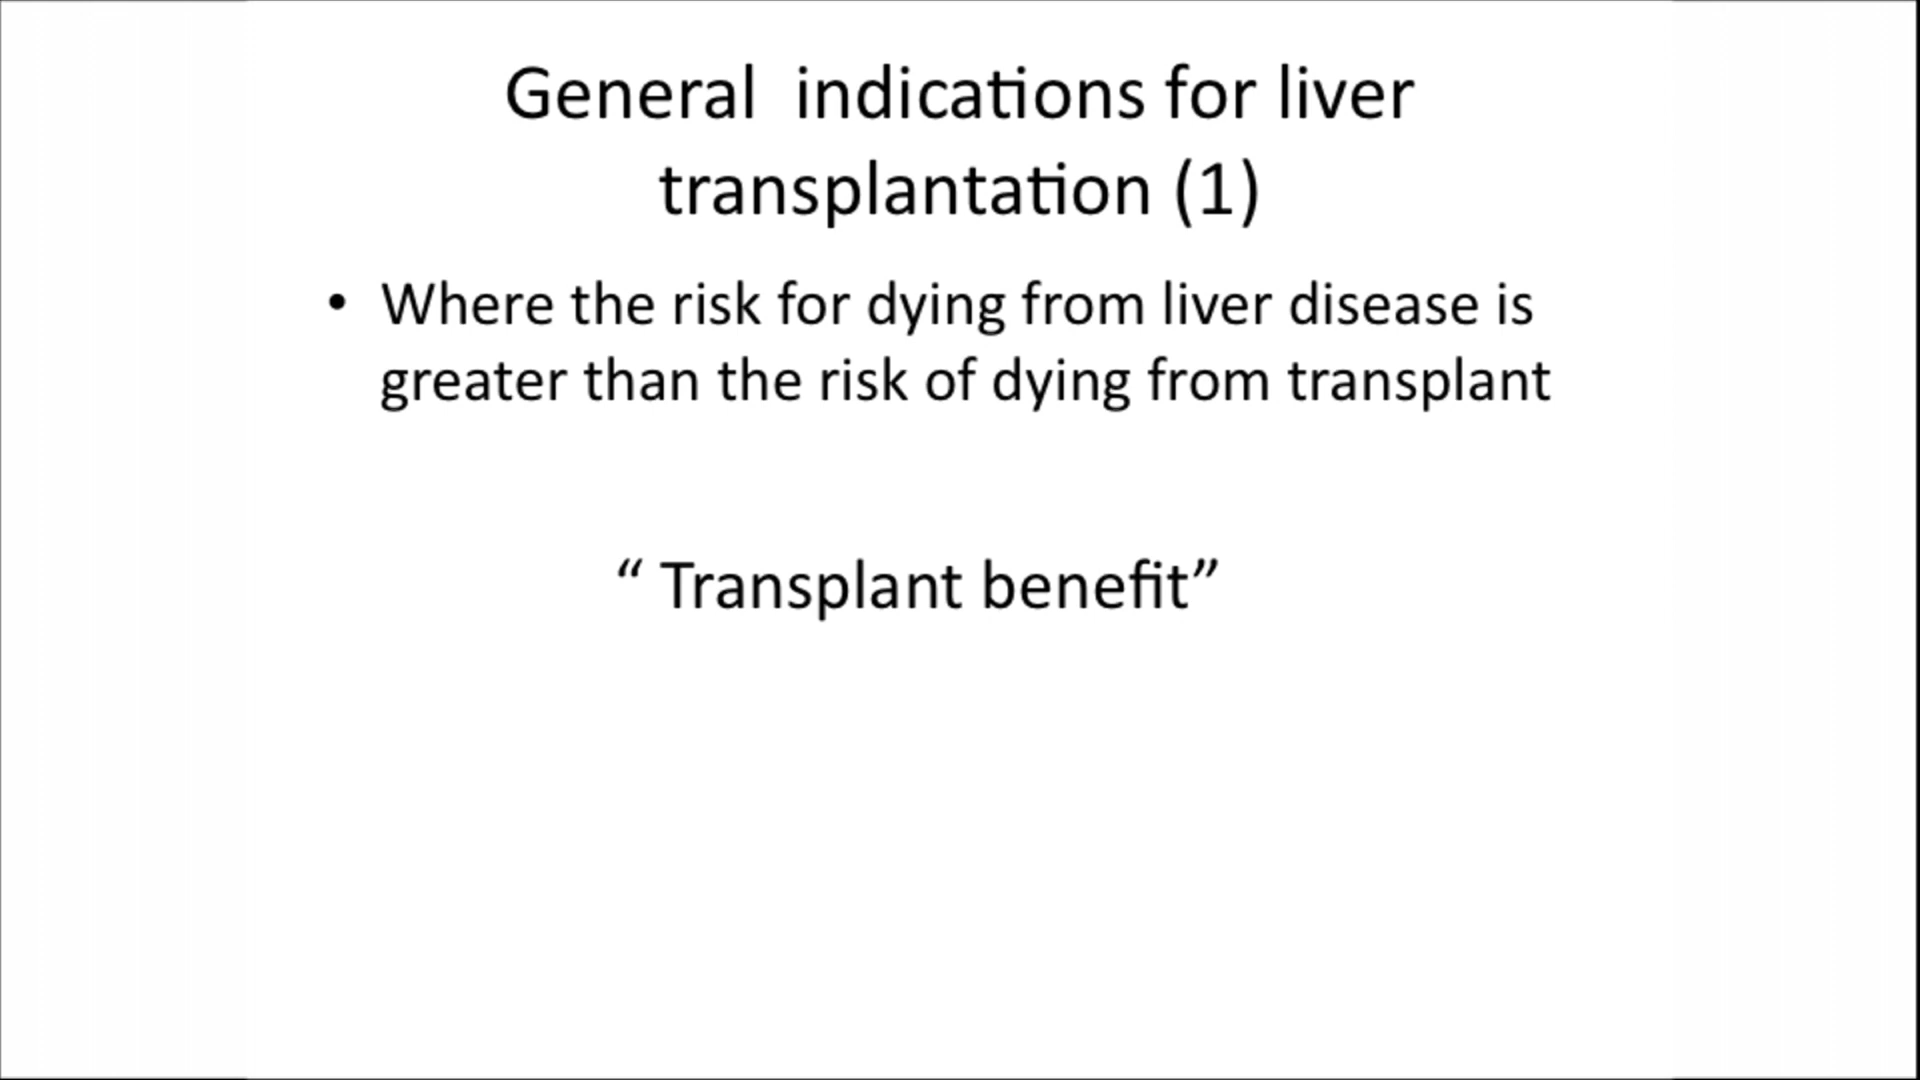 General  indications for liver
transplantation (1)
• Where the risk for dying from liver disease is
greater than the risk of dying from transplant
“ Transplant benefit”